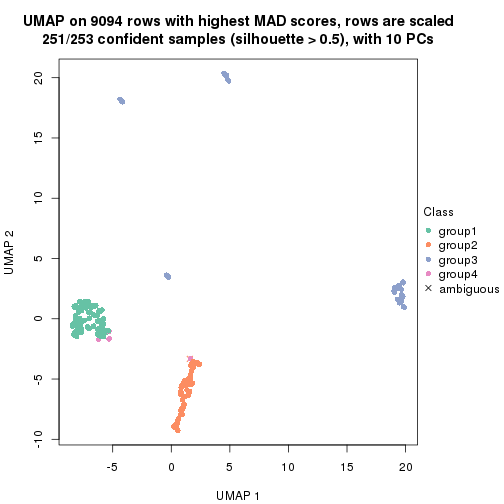 UMAP on 9094 rows with highest MAD scores, rows are scaled
251/253 confident samples (silhouette > 0.5), with 10 PCs
20
15
10
5
0
-5
-10
UMAP 2
-5
0
5
10
15
20
UMAP 1
Class
group1
group2
group3
group4
ambiguous